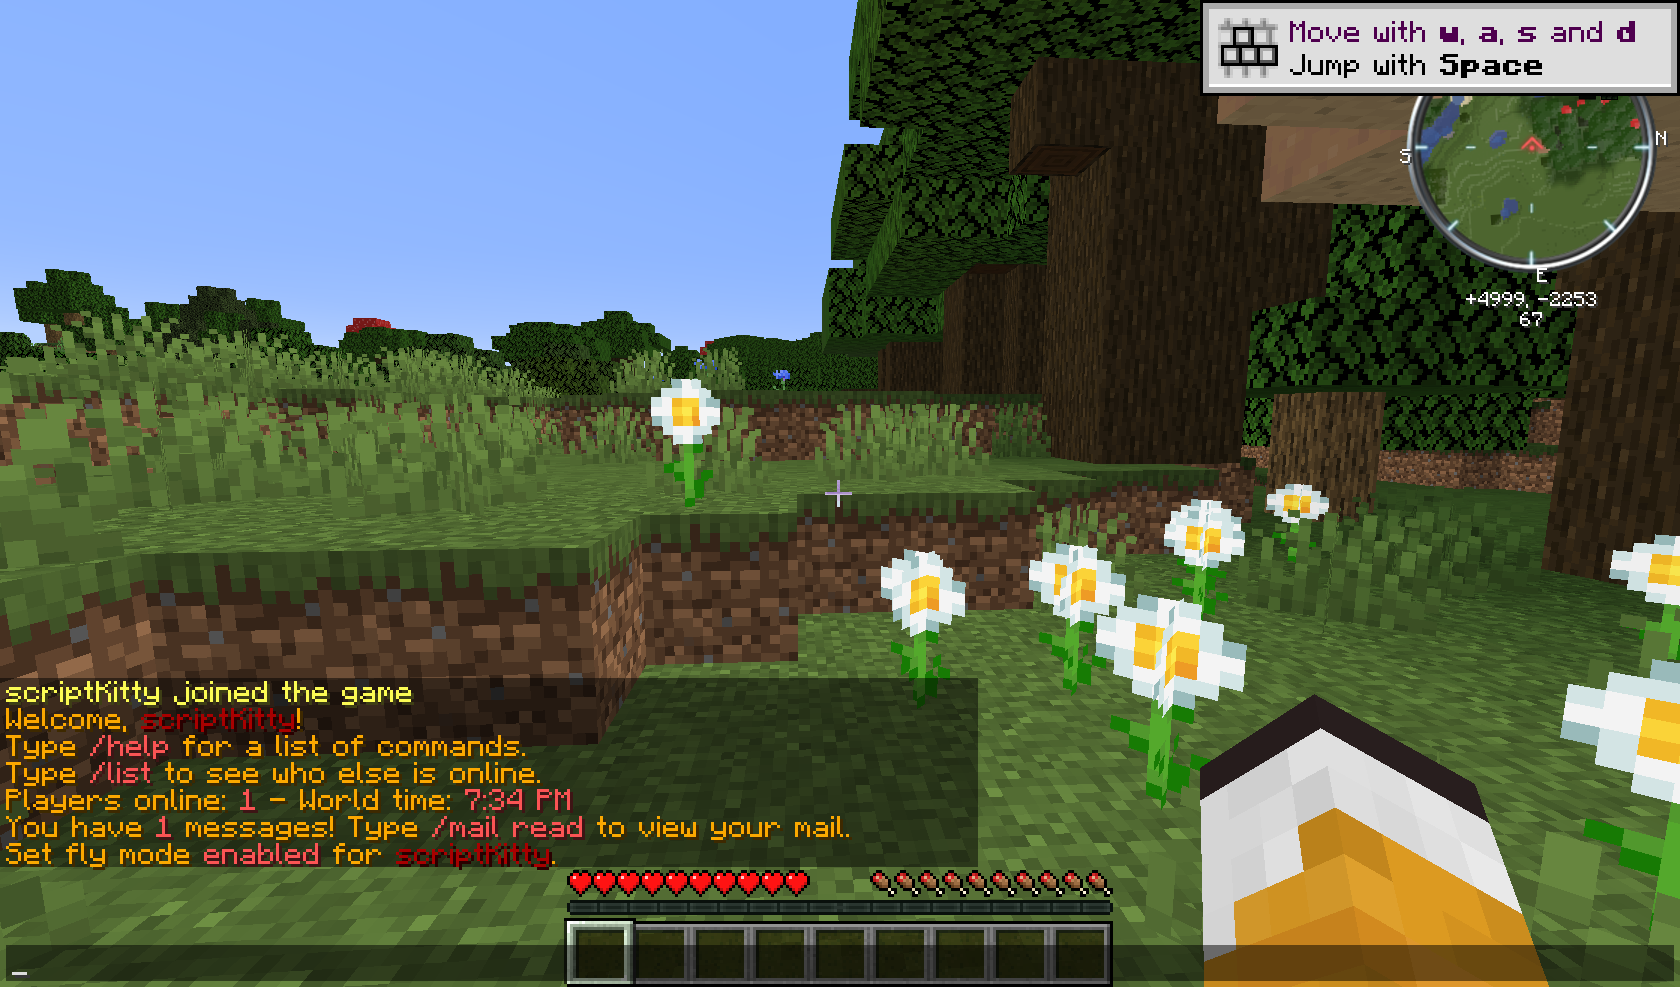 Move with w, a, s and d
Jump with Space
N
S
E
+4999, -2253
67
scriptKitty joined the game
Welcome, scriptKitty!
Type /help for a list of commands.
Type /list to see who else is online.
Players online: 1 - World time: 7:34 PM
You have 1 messages! Type /mail read to view your mail.
Set fly mode enabled for scriptKitty.
_